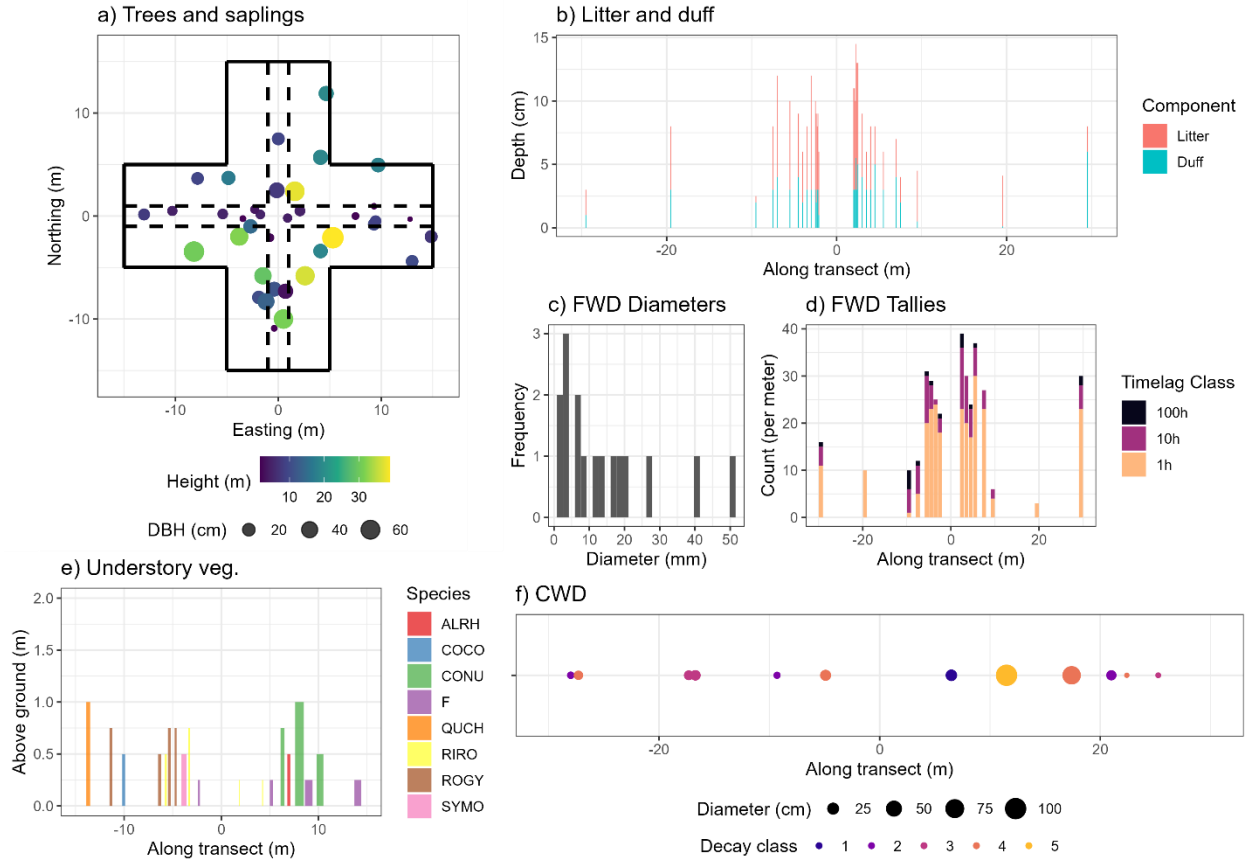 a) Trees and saplings
10
0
-10
Northing (m)
-10
0
10
Easting (m)
Height (m)
10
20
30
DBH (cm)
20
40
60
b) Litter and duff
15
10
5
0
Depth (cm)
-20
0
20
Along transect (m)
Component
Litter
Duff
c) FWD Diameters
3
2
1
0
Frequency
0
10
20
30
40
50
Diameter (mm)
d) FWD Tallies
40
30
20
10
0
Count (per meter)
-20
0
20
Along transect (m)
Timelag Class
100h
10h
1h
e) Understory veg.
2.0
1.5
1.0
0.5
0.0
Above ground (m)
-10
0
10
Along transect (m)
Species
ALRH
COCO
CONU
F
QUCH
RIRO
ROGY
SYMO
f) CWD
-20
0
20
Along transect (m)
Diameter (cm)
25
50
75
100
Decay class
1
2
3
4
5